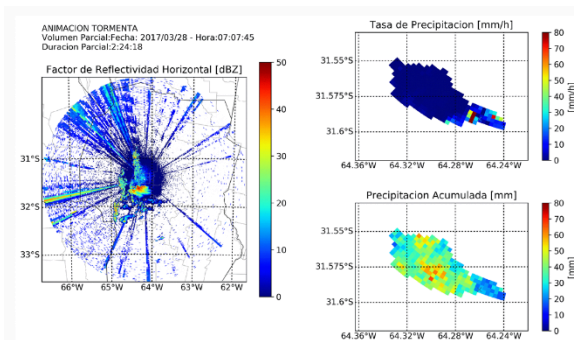 ANIMACION TORMENTA
Volumen Parcial:Fecha: 2017/03/28 - Hora:07:07:45
Duracion Parcial:2:24:18
Factor de Reflectividad Horizontal [dBZ]
50
40
30
20
10
0
31°S
32°S
33°S
66°W 65°W 64°W 63°W 62°W
Tasa de Precipitacion [mm/h]
31.55°S
31.575°S
31.6°S
64.36°W 64.32°W 64.28°W 64.24°W
80
70
60
50
40
30
20
10
0
mm/h
Precipitacion Acumulada [mm]
31.55°S
31.575°S
31.6°S
64.36°W 64.32°W 64.28°W 64.24°W
80
70
60
50
40
30
20
10
0
[mm]